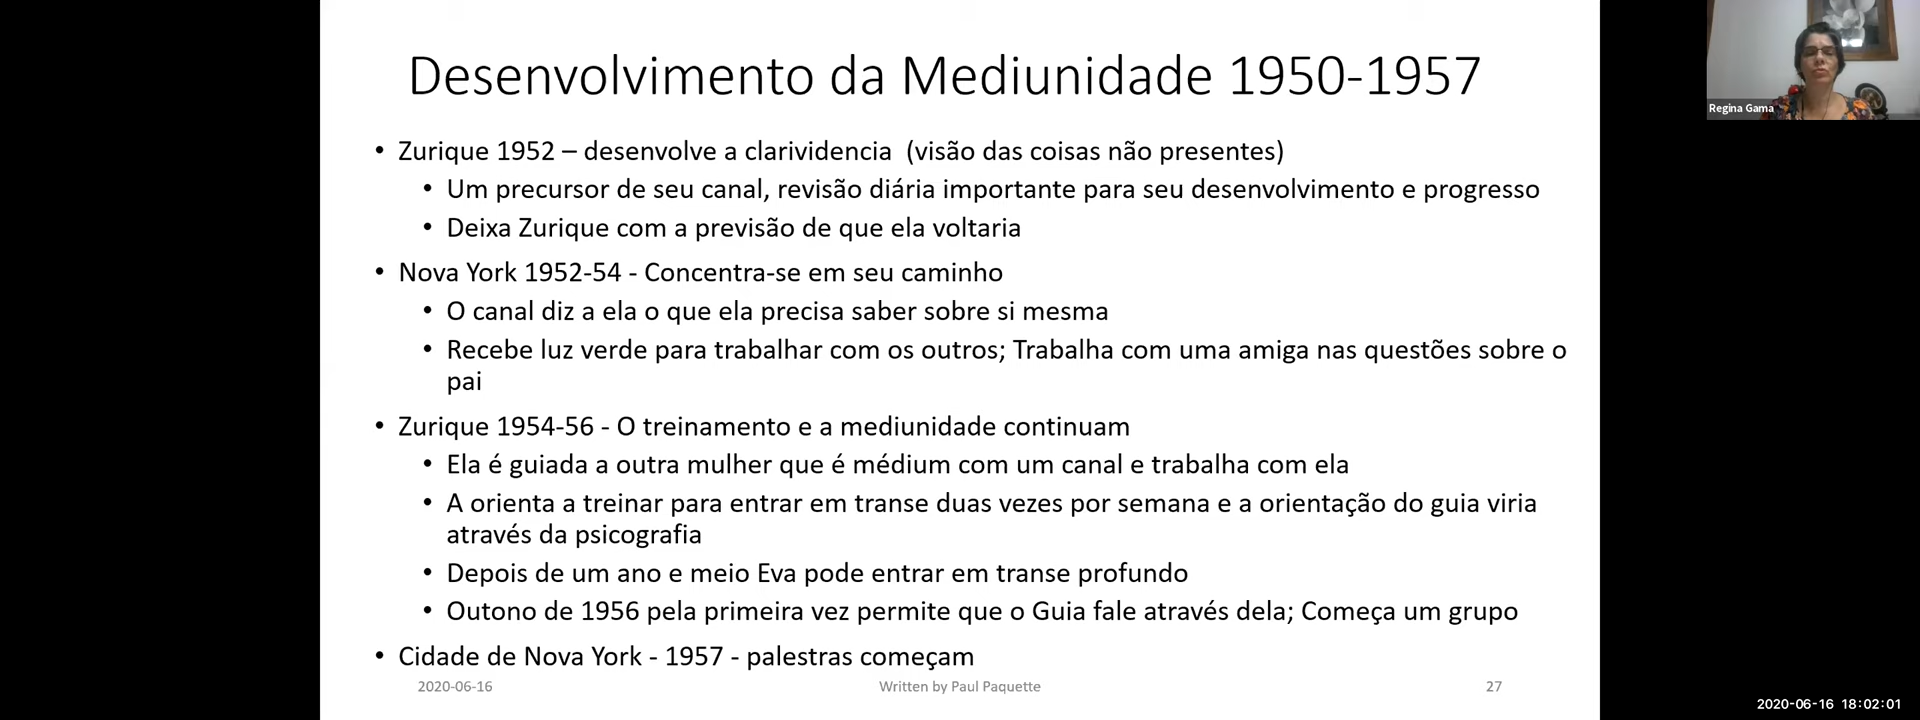 Desenvolvimento da Mediunidade 1950-1957
• Zurique 1952 – desenvolve a clarividencia (visão das coisas não presentes)
• Um precursor de seu canal, revisão diária importante para seu desenvolvimento e progresso
• Deixa Zurique com a previsão de que ela voltaria
• Nova York 1952-54 - Concentra-se em seu caminho
• O canal diz a ela o que ela precisa saber sobre si mesma
• Recebe luz verde para trabalhar com os outros; Trabalha com uma amiga nas questões sobre o
pai
• Zurique 1954-56 - O treinamento e a mediunidade continuam
• Ela é guiada a outra mulher que é médium com um canal e trabalha com ela
• A orienta a treinar para entrar em transe duas vezes por semana e a orientação do guia viria
através da psicografia
• Depois de um ano e meio Eva pode entrar em transe profundo
• Outono de 1956 pela primeira vez permite que o Guia fale através dela; Começa um grupo
• Cidade de Nova York - 1957 - palestras começam
2020-06-16
Written by Paul Paquette
27
Regina Gama
2020-06-16 18:02:01